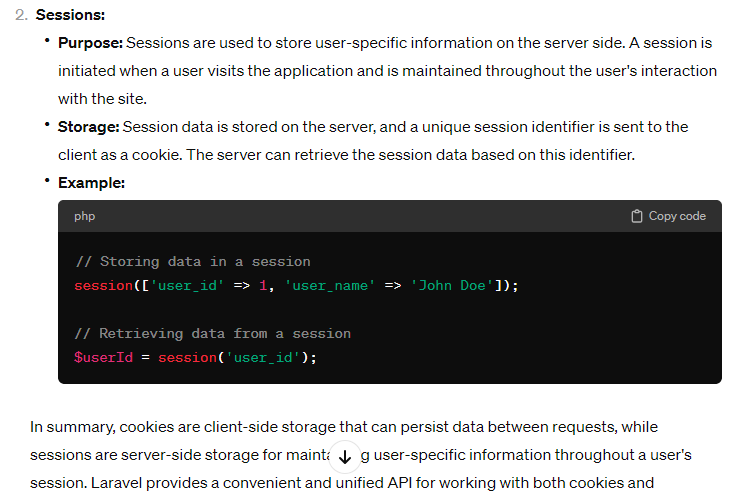 2. Sessions:
• Purpose: Sessions are used to store user-specific information on the server side. A session is
initiated when a user visits the application and is maintained throughout the user's interaction
with the site.
• Storage: Session data is stored on the server, and a unique session identifier is sent to the
client as a cookie. The server can retrieve the session data based on this identifier.
• Example:
php Copy code
// Storing data in a session
session(['user_id' => 1, 'user_name' => 'John Doe']);
// Retrieving data from a session
$userId = session('user_id');
In summary, cookies are client-side storage that can persist data between requests, while
sessions are server-side storage for user-specific information throughout a user's
session. Laravel provides a convenient and unified API for working with both cookies and